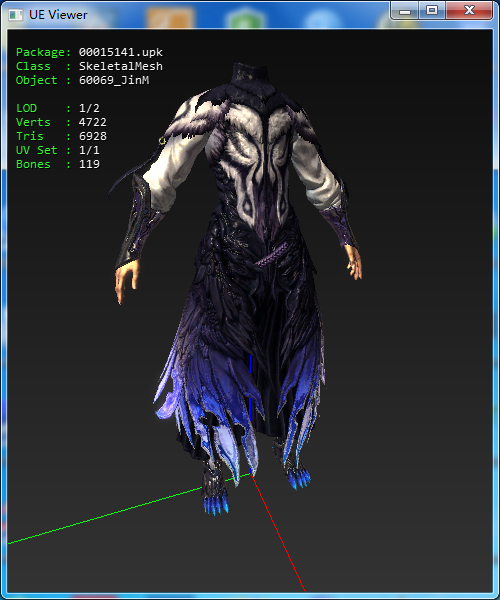 UE Viewer
Package: 00015141.upk
Class : SkeletalMesh
Object : 60069_JinM
LOD : 1/2
Verts : 4722
Tris : 6928
UV Set : 1/1
Bones : 119